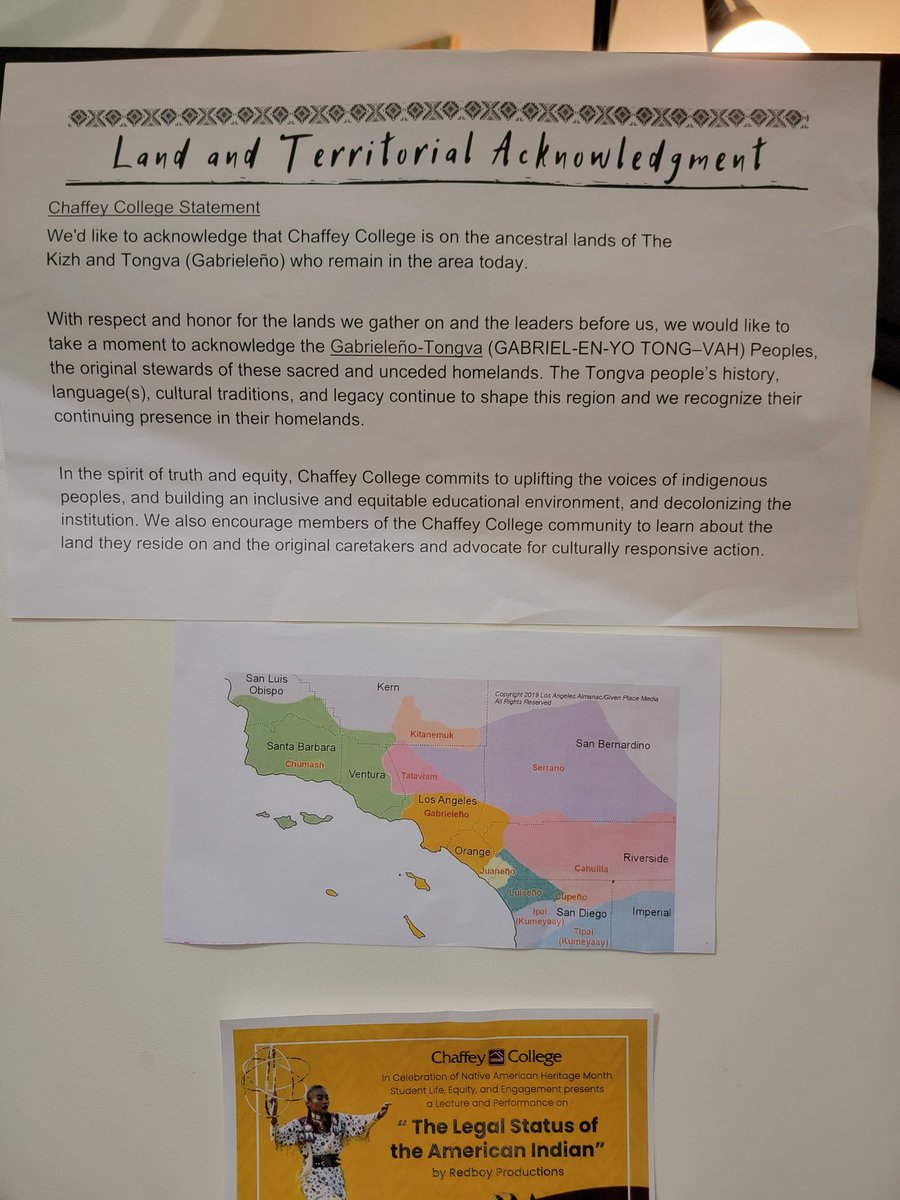 Land and Territorial Acknowledgment
Chaffey College Statement
We'd like to acknowledge that Chaffey College is on the ancestral lands of The
Kizh and Tongva (Gabrieleño) who remain in the area today.
With respect and honor for the lands we gather on and the leaders before us, we would like to
take a moment to acknowledge the Gabrieleño-Tongva (GABRIEL-EN-YO TONG–VAH) Peoples,
the original stewards of these sacred and unceded homelands. The Tongva people's history,
language(s), cultural traditions, and legacy continue to shape this region and we recognize their
continuing presence in their homelands.
In the spirit of truth and equity, Chaffey College commits to uplifting the voices of indigenous
peoples, and building an inclusive and equitable educational environment, and decolonizing the
institution. We also encourage members of the Chaffey College community to learn about the
land they reside on and the original caretakers and advocate for culturally responsive action.
San Luis
Obispo
Kern
Copyright 2019 Los Angeles Almanac/Given Place Media
All Rights Reserved
Kitanemuk
San Bernardino
Santa Barbara
Chumash
Ventura
Tataviam
Serrano
Los Angeles
Gabrieleño
Orange
Riverside
Juaneño
Cahuilla
Luiseño
Cupeño
Ipai
(Kumeyaay)
San Diego
Imperial
Tipai
(Kumeyaay)
Chaffey College
In Celebration of Native American Heritage Month
Student Life, Equity, and Engagement presents
a Lecture and Performance on
"The Legal Status of
the American Indian"
by Redboy Productions